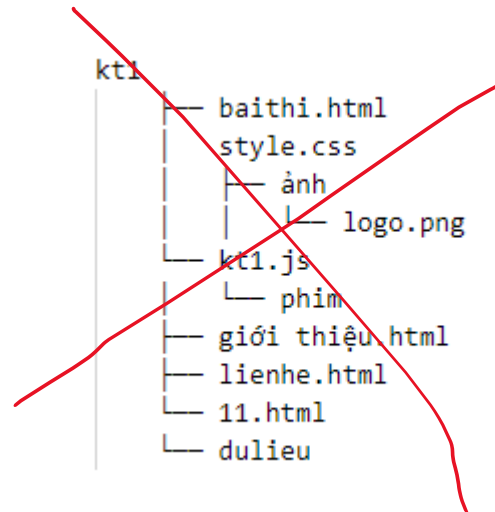 kt1
├── baithi.html
│   style.css
│   ├── ảnh
│   │   └── logo.png
└── kt1.js
│   └── phim
├── giới thiệu.html
├── lienhe.html
└── 11.html
└── dulieu